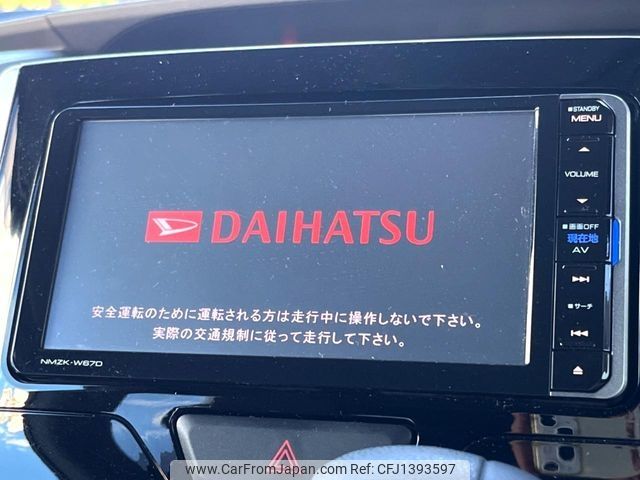 ■STANDBY
MENU
VOLUME
■画面OFF
現在地
AV
■サーチ
DAIHATSU
安全運転のために運転される方は走行中に操作しないで下さい。
実際の交通規制に従って走行して下さい。
NMZK-W67D
www.CarFromJapan.com Ref. No: CFJ1393597